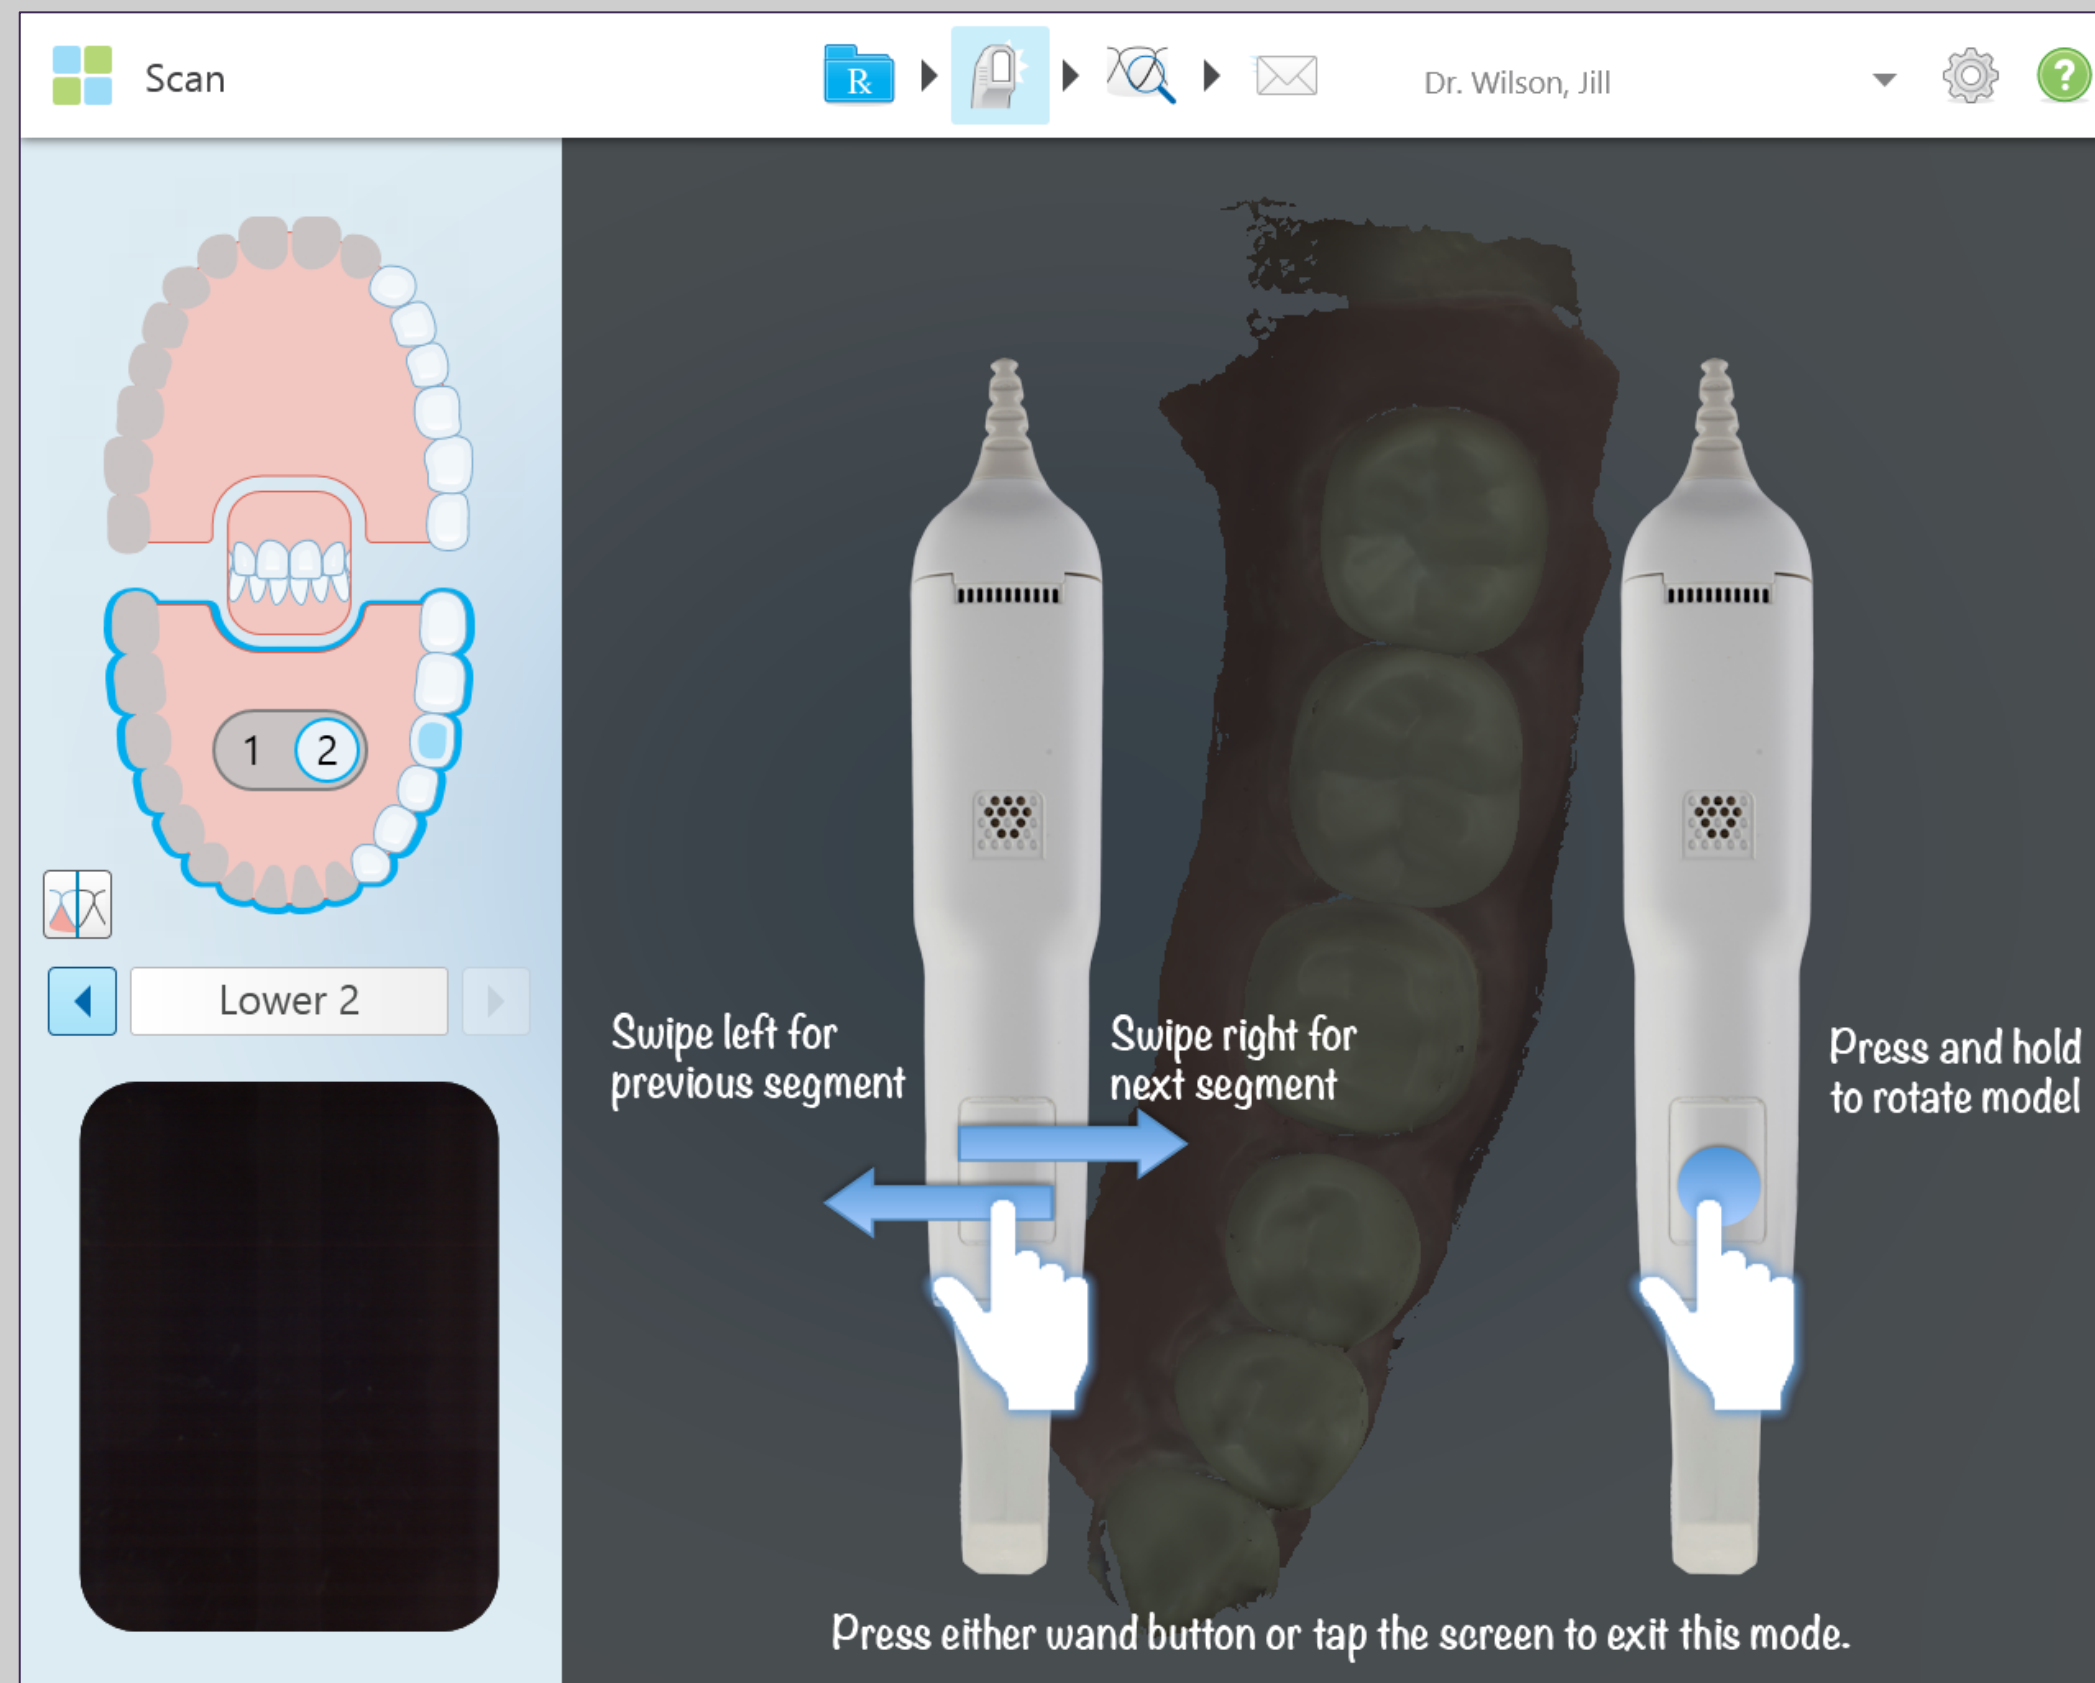 Scan
Rx
Dr. Wilson, Jill
?
1 2
Lower 2
Swipe left for
previous segment
Swipe right for
next segment
Press and hold
to rotate model
Press either wand button or tap the screen to exit this mode.